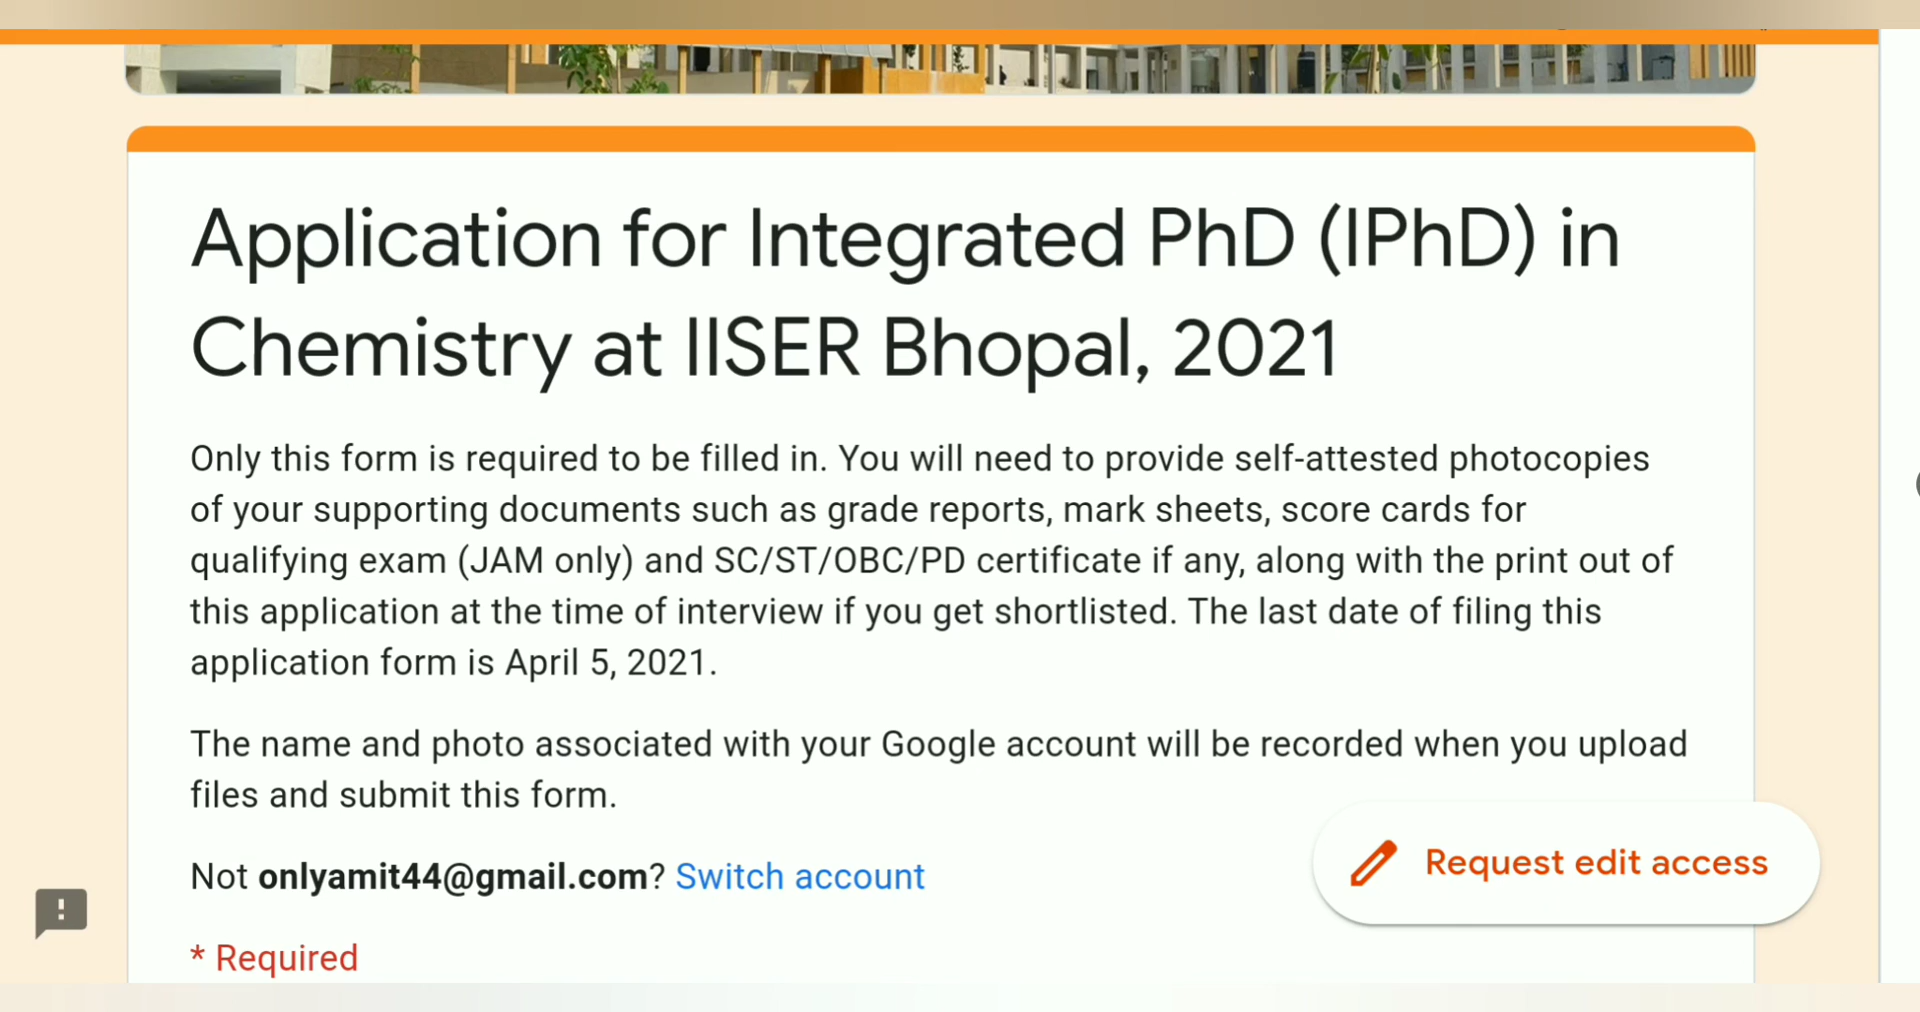 Application for Integrated PhD (IPhD) in
Chemistry at IISER Bhopal, 2021
Only this form is required to be filled in. You will need to provide self-attested photocopies
of your supporting documents such as grade reports, mark sheets, score cards for
qualifying exam (JAM only) and SC/ST/OBC/PD certificate if any, along with the print out of
this application at the time of interview if you get shortlisted. The last date of filing this
application form is April 5, 2021.
The name and photo associated with your Google account will be recorded when you upload
files and submit this form.
Not onlyamit44@gmail.com? Switch account
Request edit access
* Required